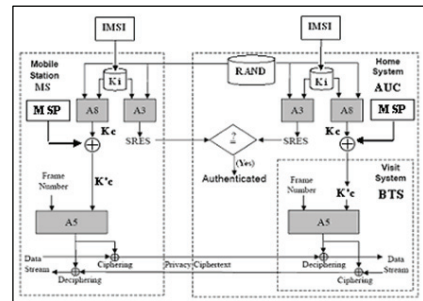 IMSI
IMSI
Mobile Station MS
Home System AUC
RAND
Ki
Ki
MSP
A8
A3
A3
A8
MSP
Kc
SRES
?
SRES
Kc
(Yes)
Authenticated
Visit System BTS
Frame Number
K*c
Frame Number
K*c
A5
A5
Data Stream
Ciphering
Deciphering
Privacy Ciphertext
Deciphering
Ciphering
Data Stream